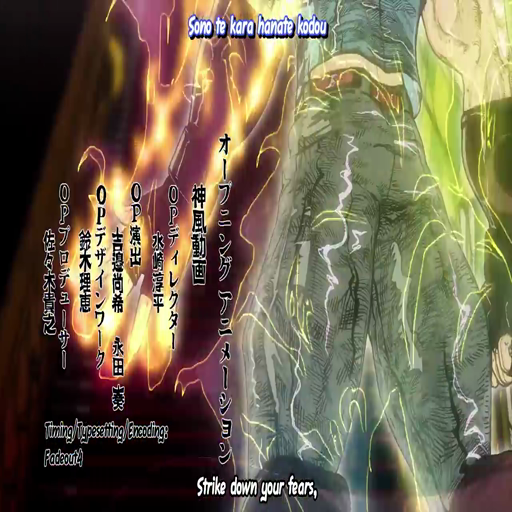 Sono te kara hanate kodou
オープニングアニメーション
神風動画
OPディレクター
水崎淳平
OP演出
吉邉尚希 永田奏
OPデザインワーク
鈴木理恵
OPプロデューサー
佐々木貴之
Timing/Typesetting/Encoding:
Fadeout4
Strike down your fears,